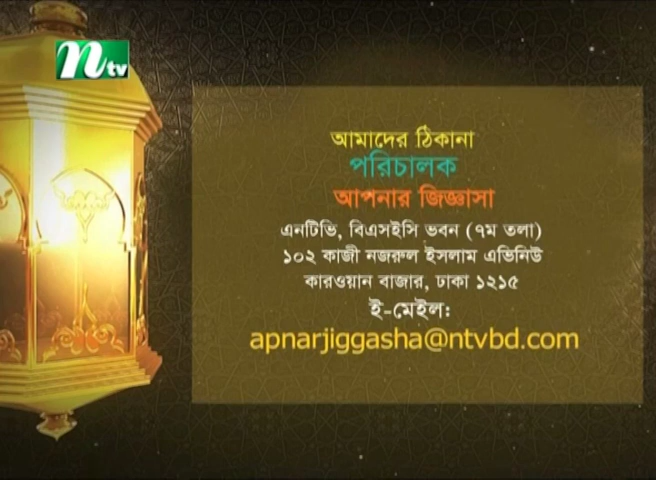 ntv
আমাদের ঠিকানা
পরিচালক
আপনার জিজ্ঞাসা
এনটিভি, বিএসইসি ভবন (৭ম তলা)
১০২ কাজী নজরুল ইসলাম এভিনিউ
কারওয়ান বাজার, ঢাকা ১২১৫
ই-মেইল:
apnarjiggasha@ntvbd.com